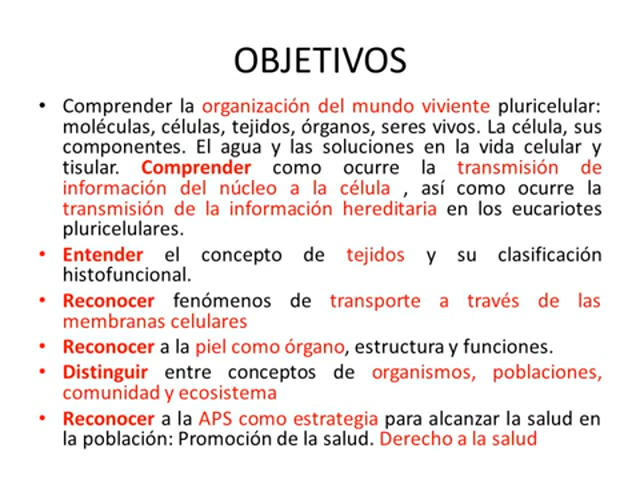 OBJETIVOS
• Comprender la organización del mundo viviente pluricelular:
moléculas, células, tejidos, órganos, seres vivos. La célula, sus
componentes. El agua y las soluciones en la vida celular y
tisular. Comprender como ocurre la transmisión de
información del núcleo a la célula , así como ocurre la
transmisión de la información hereditaria en los eucariotes
pluricelulares.
• Entender el concepto de tejidos y su clasificación
histofuncional.
• Reconocer fenómenos de transporte a través de las
membranas celulares
• Reconocer a la piel como órgano, estructura y funciones.
• Distinguir entre conceptos de organismos, poblaciones,
comunidad y ecosistema
• Reconocer a la APS como estrategia para alcanzar la salud en
la población: Promoción de la salud. Derecho a la salud